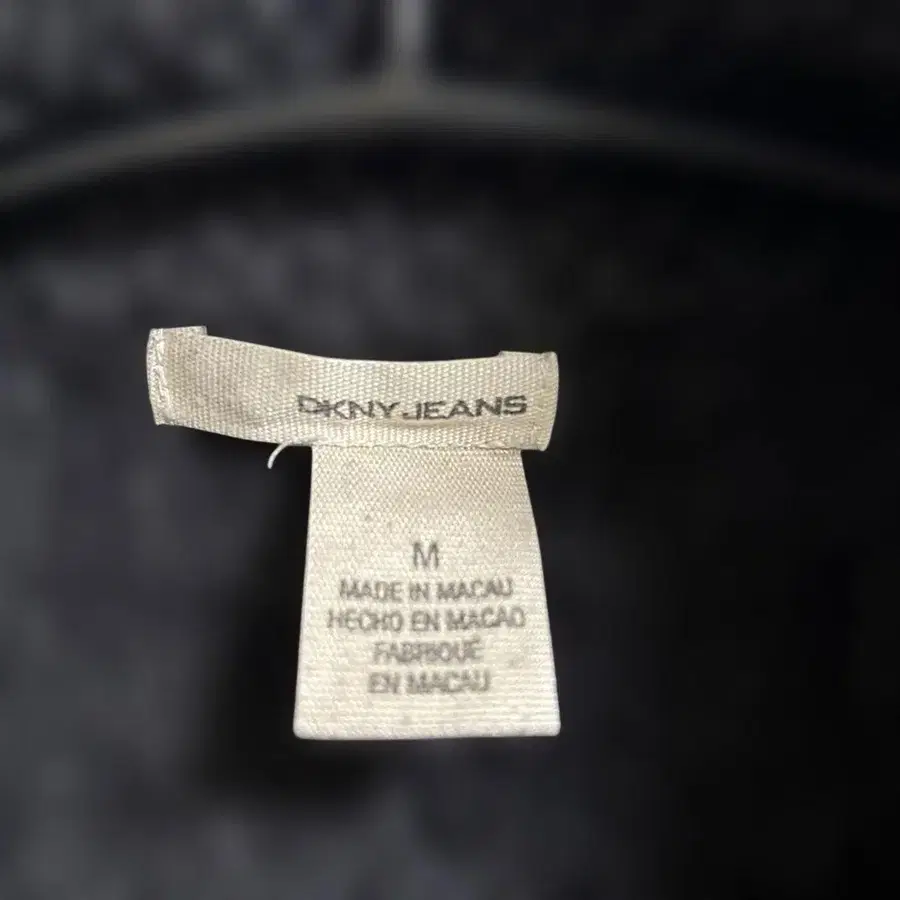 DKNY JEANS
M
MADE IN MACAU
HECHO EN MACAO
FABRIQUÉ
EN MACAU